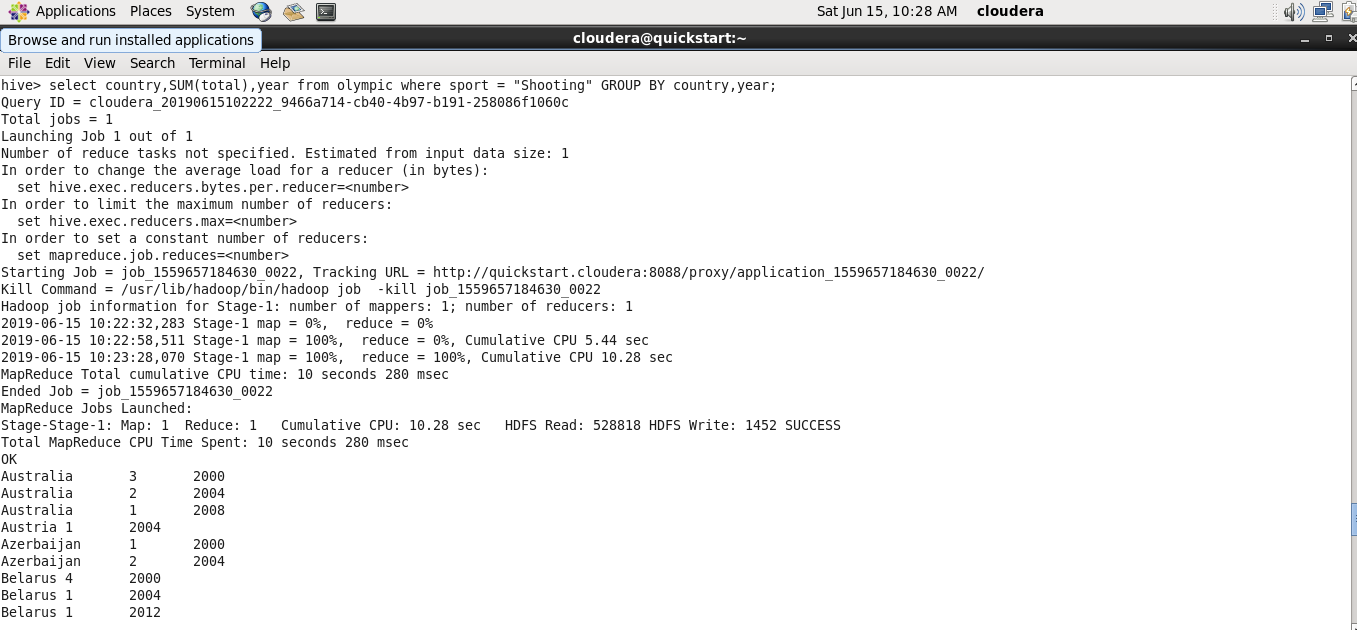 Applications Places System Sat Jun 15, 10:28 AM cloudera
Browse and run installed applications cloudera@quickstart:~
File Edit View Search Terminal Help
hive> select country,SUM(total),year from olympic where sport = "Shooting" GROUP BY country,year;
Query ID = cloudera_20190615102222_9466a714-cb40-4b97-b191-258086f1060c
Total jobs = 1
Launching Job 1 out of 1
Number of reduce tasks not specified. Estimated from input data size: 1
In order to change the average load for a reducer (in bytes):
  set hive.exec.reducers.bytes.per.reducer=<number>
In order to limit the maximum number of reducers:
  set hive.exec.reducers.max=<number>
In order to set a constant number of reducers:
  set mapreduce.job.reduces=<number>
Starting Job = job_1559657184630_0022, Tracking URL = http://quickstart.cloudera:8088/proxy/application_1559657184630_0022/
Kill Command = /usr/lib/hadoop/bin/hadoop job  -kill job_1559657184630_0022
Hadoop job information for Stage-1: number of mappers: 1; number of reducers: 1
2019-06-15 10:22:32,283 Stage-1 map = 0%,  reduce = 0%
2019-06-15 10:22:58,511 Stage-1 map = 100%,  reduce = 0%, Cumulative CPU 5.44 sec
2019-06-15 10:23:28,070 Stage-1 map = 100%,  reduce = 100%, Cumulative CPU 10.28 sec
MapReduce Total cumulative CPU time: 10 seconds 280 msec
Ended Job = job_1559657184630_0022
MapReduce Jobs Launched:
Stage-Stage-1: Map: 1  Reduce: 1   Cumulative CPU: 10.28 sec   HDFS Read: 528818 HDFS Write: 1452 SUCCESS
Total MapReduce CPU Time Spent: 10 seconds 280 msec
OK
Australia	3	2000
Australia	2	2004
Australia	1	2008
Austria	1	2004
Azerbaijan	1	2000
Azerbaijan	2	2004
Belarus	4	2000
Belarus	1	2004
Belarus	1	2012